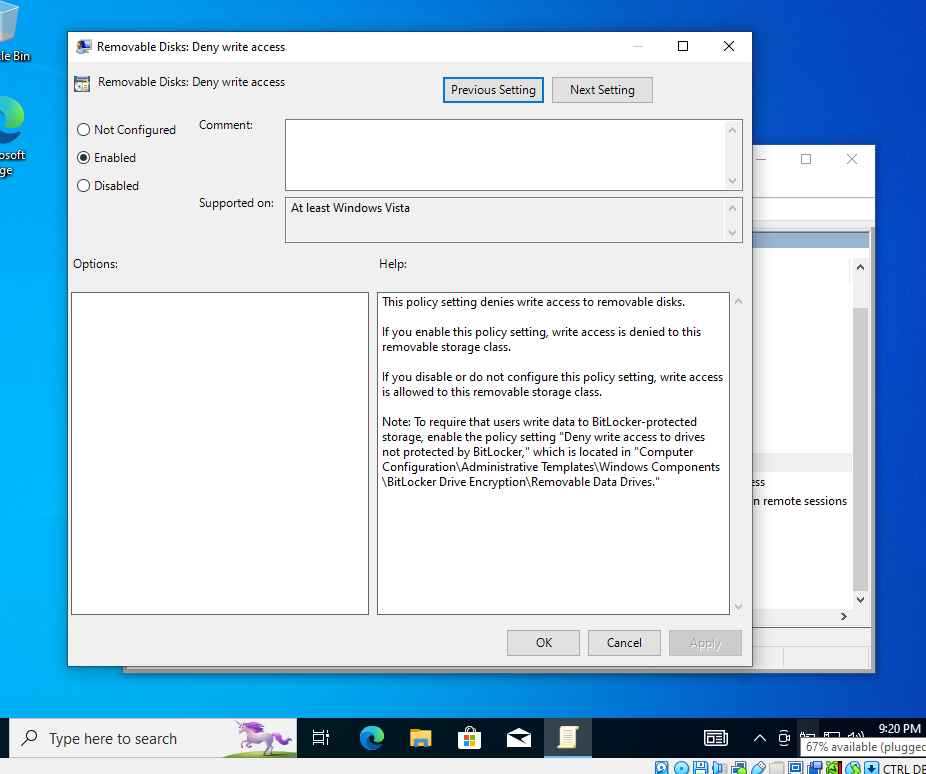 le Bin
osoft
ge
Removable Disks: Deny write access
Removable Disks: Deny write access
Previous Setting
Next Setting
Not Configured
Enabled
Disabled
Comment:
Supported on:
At least Windows Vista
Options:
Help:
This policy setting denies write access to removable disks.
If you enable this policy setting, write access is denied to this
removable storage class.
If you disable or do not configure this policy setting, write access
is allowed to this removable storage class.
Note: To require that users write data to BitLocker-protected
storage, enable the policy setting "Deny write access to drives
not protected by BitLocker," which is located in "Computer
Configuration\Administrative Templates\Windows Components
\BitLocker Drive Encryption\Removable Data Drives."
ess
n remote sessions
OK
Cancel
Apply
Type here to search
9:20 PM
67% available (plugged
CTRL DE